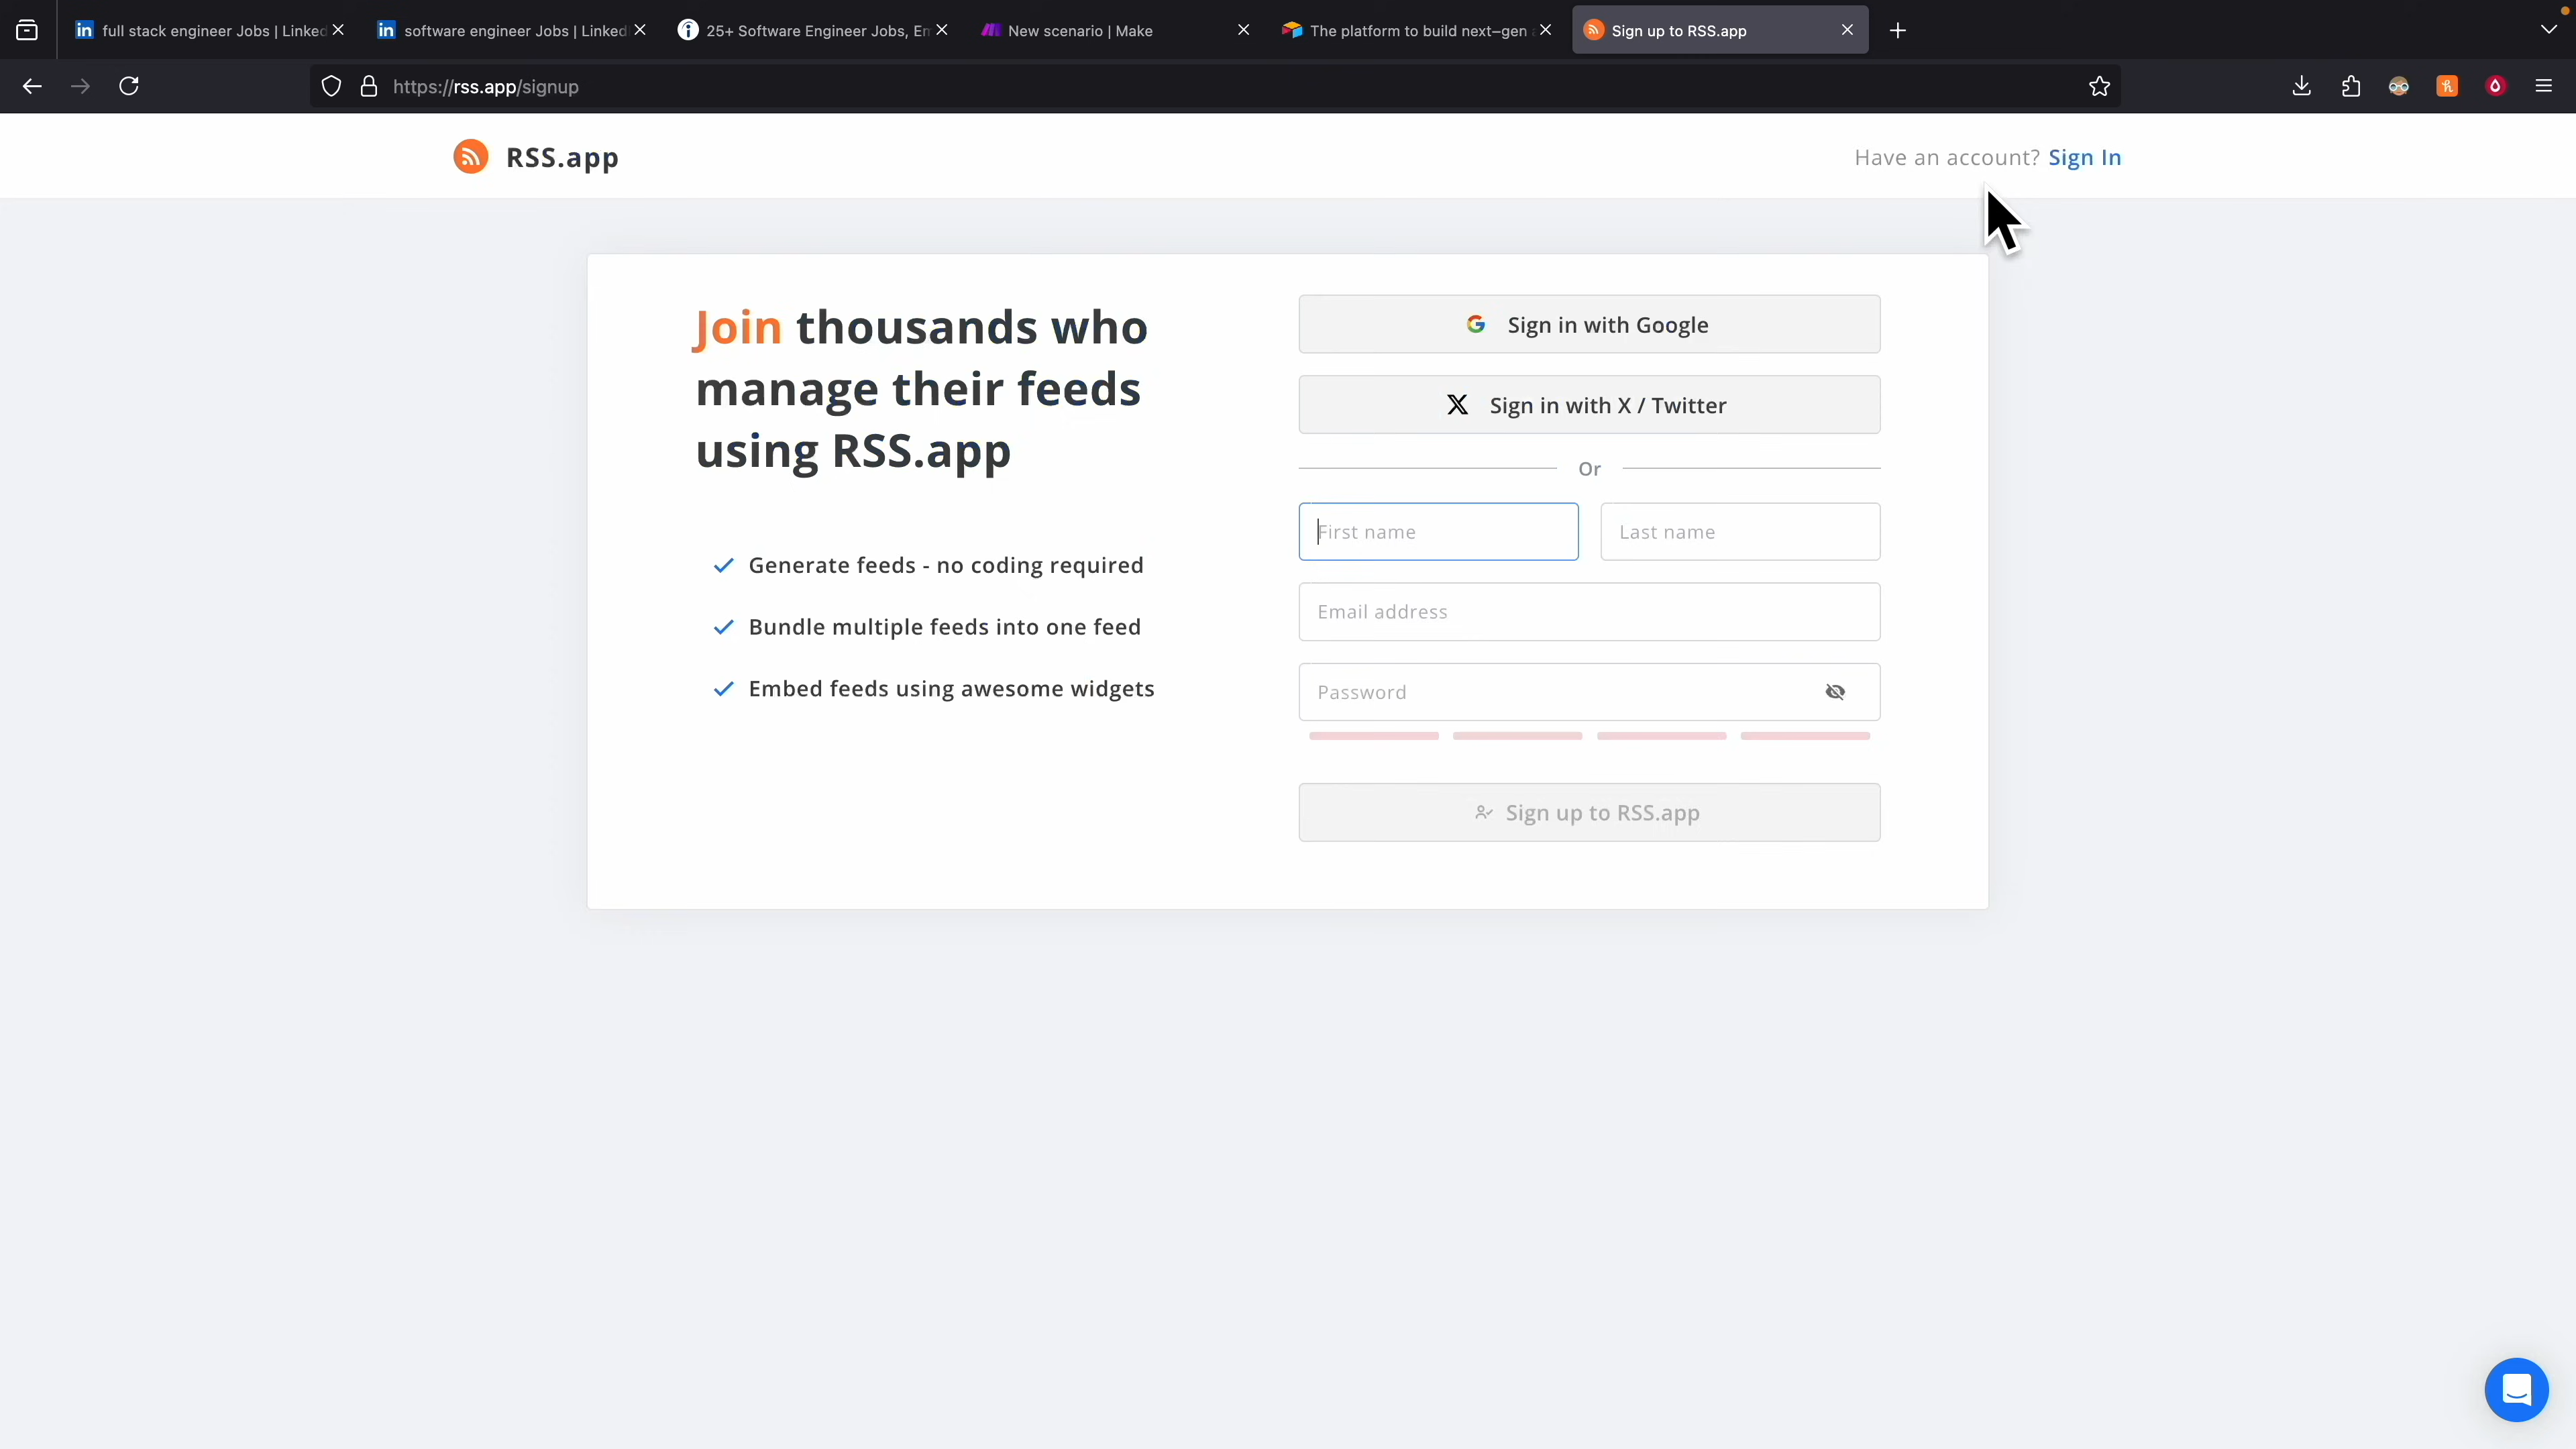 full stack engineer Jobs | Linked
software engineer Jobs | Linked
25+ Software Engineer Jobs, En
New scenario | Make
The platform to build next-gen a
Sign up to RSS.app
https://rss.app/signup
RSS.app
Have an account? Sign In
Join thousands who
manage their feeds
using RSS.app
Generate feeds - no coding required
Bundle multiple feeds into one feed
Embed feeds using awesome widgets
Sign in with Google
Sign in with X / Twitter
Or
First name
Last name
Email address
Password
Sign up to RSS.app